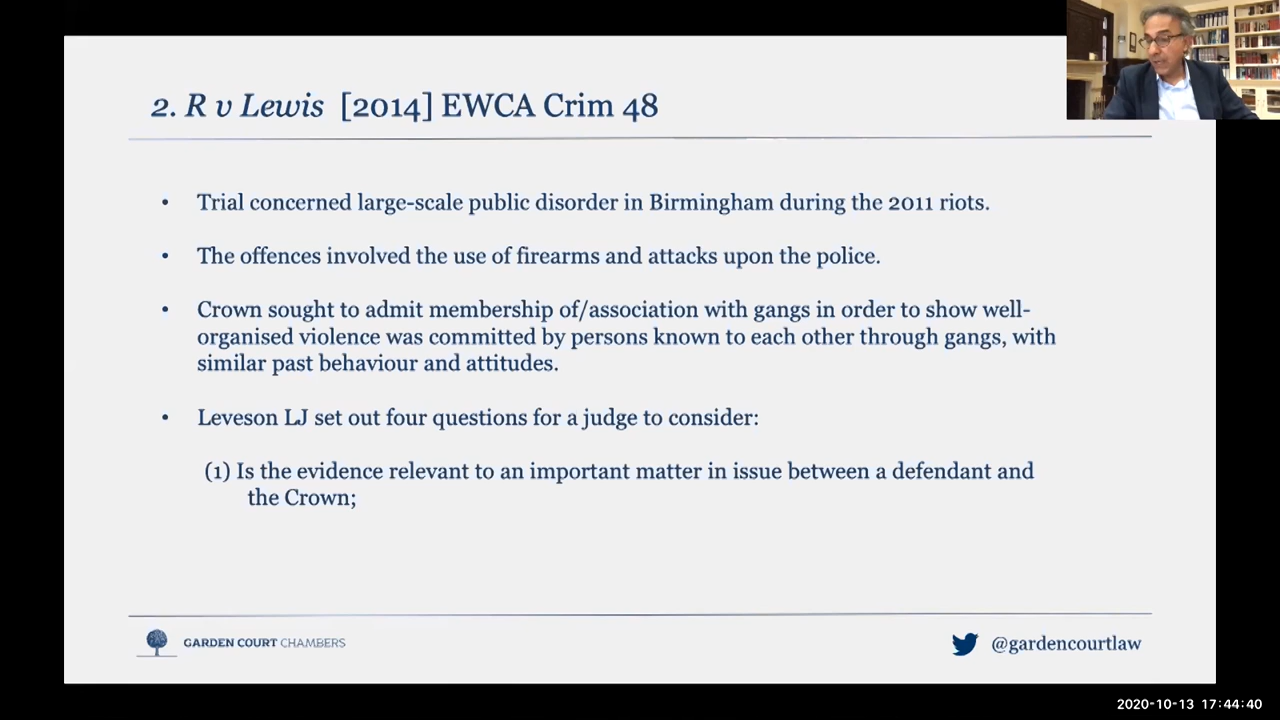 2. R v Lewis [2014] EWCA Crim 48
• Trial concerned large-scale public disorder in Birmingham during the 2011 riots.
• The offences involved the use of firearms and attacks upon the police.
• Crown sought to admit membership of/association with gangs in order to show well-
organised violence was committed by persons known to each other through gangs, with
similar past behaviour and attitudes.
• Leveson LJ set out four questions for a judge to consider:
(1) Is the evidence relevant to an important matter in issue between a defendant and
the Crown;
GARDEN COURT CHAMBERS
@gardencourtlaw
2020-10-13 17:44:40